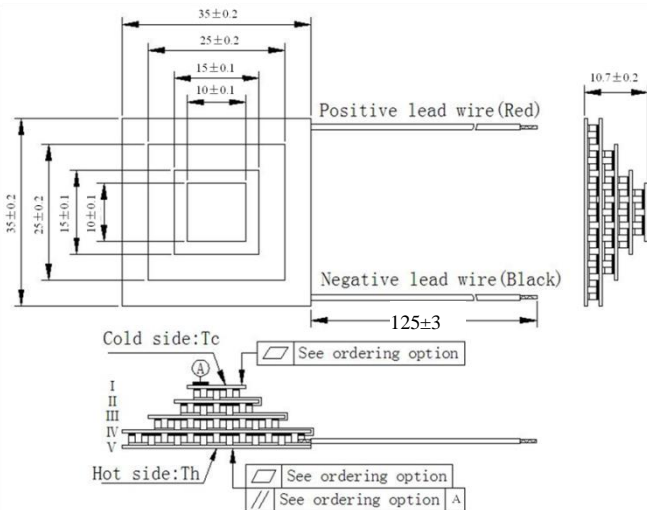 35±0.2
25±0.2
15±0.1
10±0.1
10.7±0.2
Positive lead wire(Red)
35±0.2
25±0.2
15±0.1
10±0.1
Negative lead wire(Black)
125±3
Cold side:Tc
See ordering option
A
I
II
III
IV
V
Hot side:Th
See ordering option
// See ordering option A